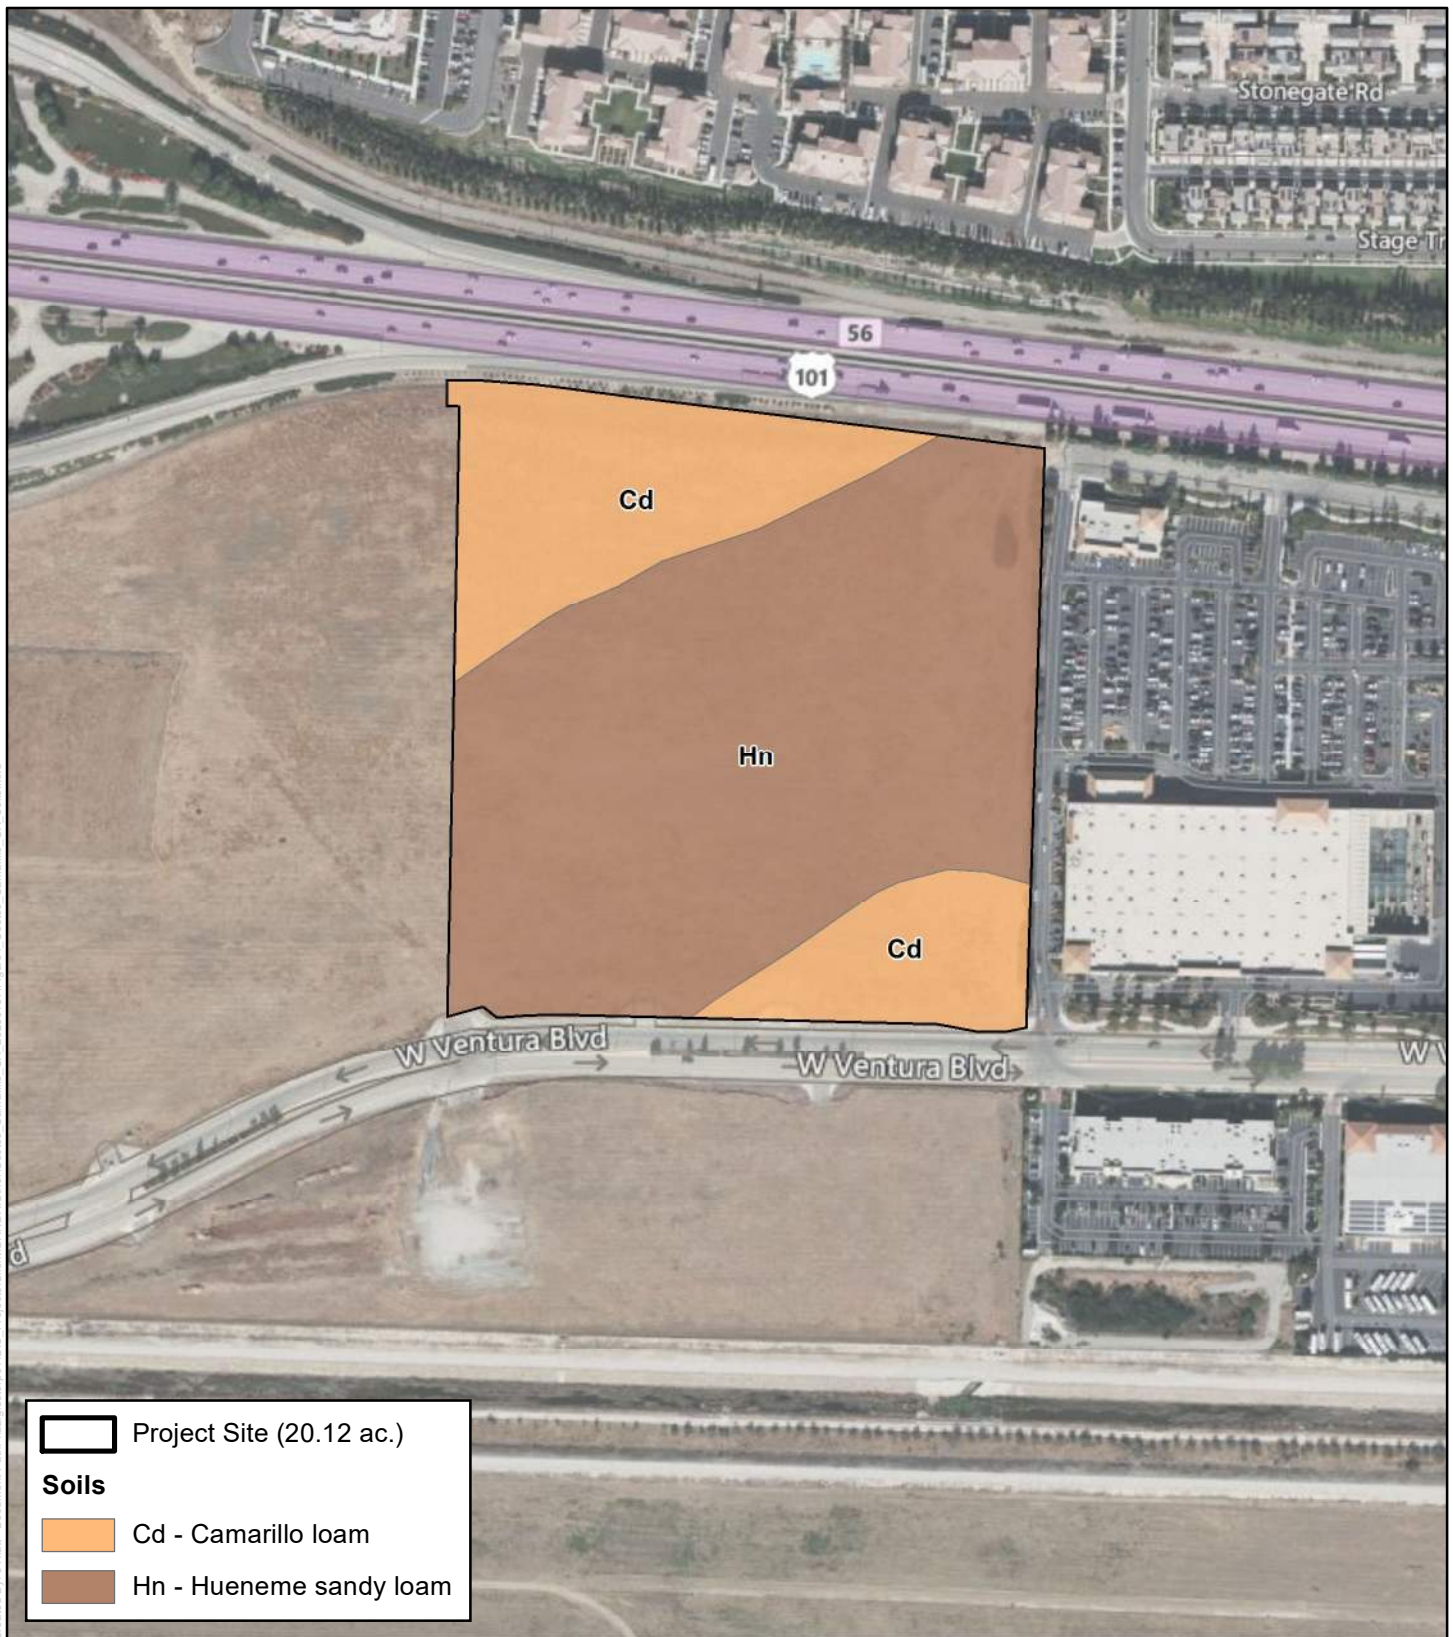 Stonegate Rd
Stage Tr
56
101
Cd
Hn
Cd
W Ventura Blvd
W Ventura Blvd
W V
d
Project Site (20.12 ac.)
Soils
Cd - Camarillo loam
Hn - Hueneme sandy loam